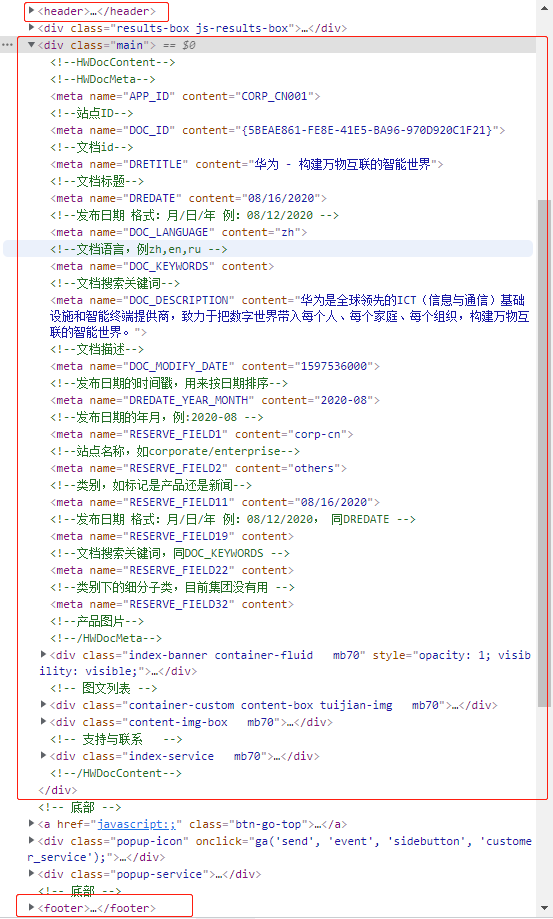 <header>…</header>
<div class="results-box js-results-box">…</div>
<div class="main"> == $0
<!--HWDocContent-->
<!--HWDocMeta-->
<meta name="APP_ID" content="CORP_CN001">
<!--站点ID-->
<meta name="DOC_ID" content="{5BEAE861-FE8E-41E5-BA96-970D920C1F21}">
<!--文档id-->
<meta name="DRETITLE" content="华为 - 构建万物互联的智能世界">
<!--文档标题-->
<meta name="DREDATE" content="08/16/2020">
<!--发布日期 格式：月/日/年 例：08/12/2020 -->
<meta name="DOC_LANGUAGE" content="zh">
<!--文档语言，例zh,en,ru -->
<meta name="DOC_KEYWORDS" content>
<!--文档搜索关键词-->
<meta name="DOC_DESCRIPTION" content="华为是全球领先的ICT（信息与通信）基础
设施和智能终端提供商，致力于把数字世界带入每个人、每个家庭、每个组织，构建万物互
联的智能世界。">
<!--文档描述-->
<meta name="DOC_MODIFY_DATE" content="1597536000">
<!--发布日期的时间戳，用来按日期排序-->
<meta name="DREDATE_YEAR_MONTH" content="2020-08">
<!--发布日期的年月，例:2020-08 -->
<meta name="RESERVE_FIELD1" content="corp-cn">
<!--站点名称，如corporate/enterprise-->
<meta name="RESERVE_FIELD2" content="others">
<!--类别，如标记是产品还是新闻-->
<meta name="RESERVE_FIELD11" content="08/16/2020">
<!--发布日期 格式：月/日/年 例：08/12/2020， 同DREDATE -->
<meta name="RESERVE_FIELD19" content>
<!--文档搜索关键词，同DOC_KEYWORDS -->
<meta name="RESERVE_FIELD22" content>
<!--类别下的细分子类，目前集团没有用 -->
<meta name="RESERVE_FIELD32" content>
<!--产品图片-->
<!--/HWDocMeta-->
<div class="index-banner container-fluid   mb70" style="opacity: 1; visib
ility: visible;">…</div>
<!-- 图文列表 -->
<div class="container-custom content-box tuijian-img   mb70">…</div>
<div class="content-img-box   mb70">…</div>
<!-- 支持与联系   -->
<div class="index-service   mb70">…</div>
<!--/HWDocContent-->
</div>
<!-- 底部 -->
<a href="javascript:;" class="btn-go-top">…</a>
<div class="popup-icon" onclick="ga('send', 'event', 'sidebutton', 'custome
r_service');">…</div>
<div class="popup-service">…</div>
<!-- 底部 -->
<footer>…</footer>